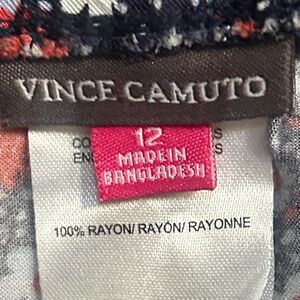 VINCE CAMUTO
12
MADE IN
BANGLADESH
100% RAYON/ RAYÓN/ RAYONNE